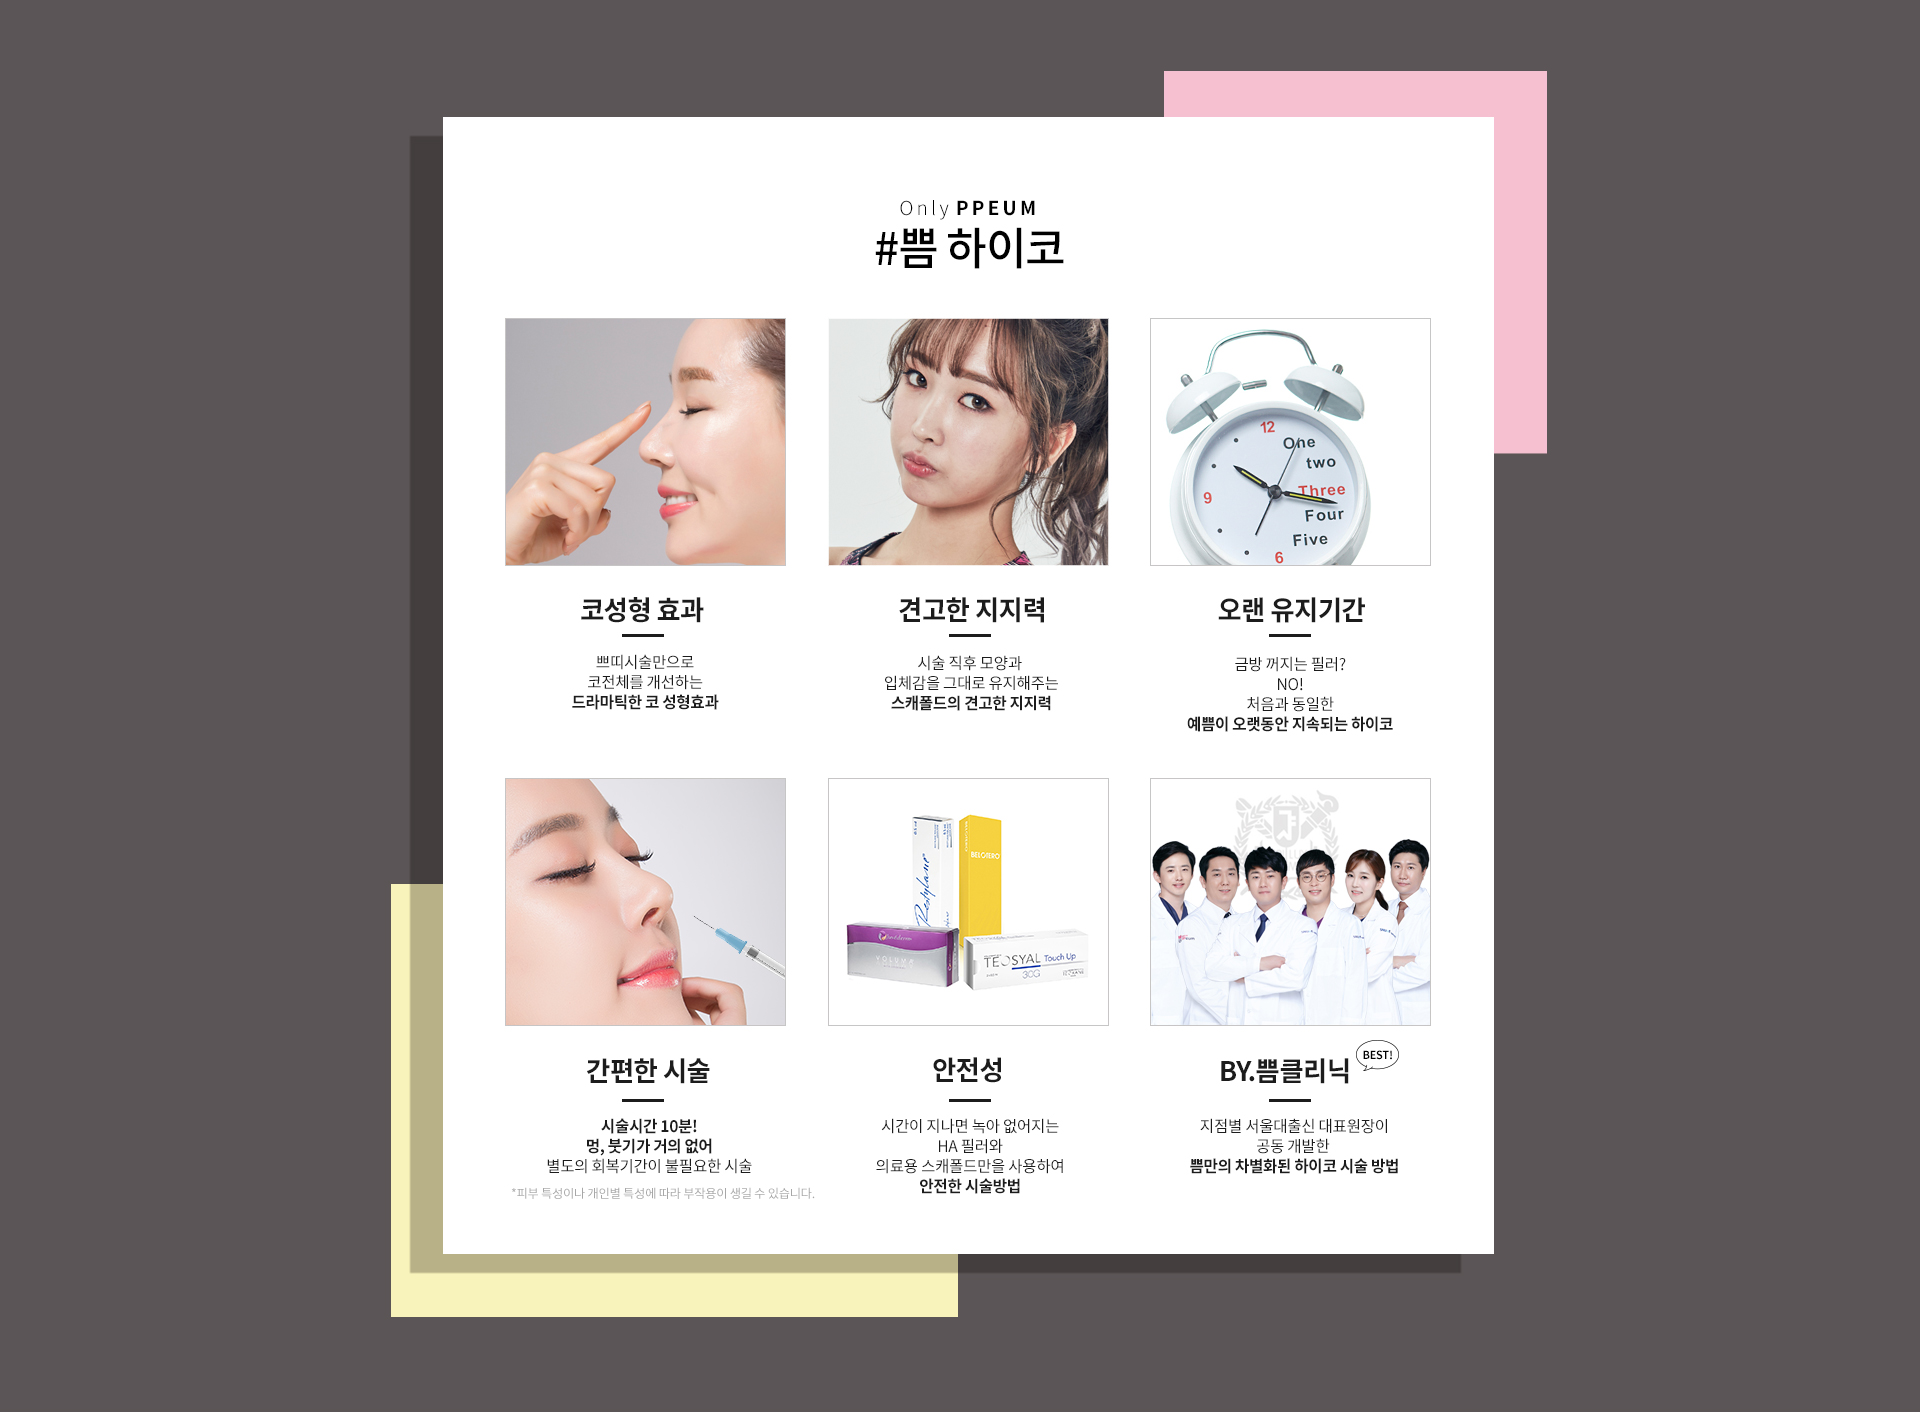 Only PPEUM
#쁨 하이코
12
One
two
Three
9
Four
Five
6
코성형 효과
쁘띠시술만으로
코전체를 개선하는
드라마틱한 코 성형효과
견고한 지지력
시술 직후 모양과
입체감을 그대로 유지해주는
스캐폴드의 견고한 지지력
오랜 유지기간
금방 꺼지는 필러?
NO!
처음과 동일한
예쁨이 오랫동안 지속되는 하이코
Restylane
BELOTERO
VOLUMA
TEOSYAL Touch Up
30G
간편한 시술
시술시간 10분!
멍, 붓기가 거의 없어
별도의 회복기간이 불필요한 시술
*피부 특성이나 개인별 특성에 따라 부작용이 생길 수 있습니다.
안전성
시간이 지나면 녹아 없어지는
HA 필러와
의료용 스캐폴드만을 사용하여
안전한 시술방법
BY.쁨클리닉
BEST!
지점별 서울대출신 대표원장이
공동 개발한
쁨만의 차별화된 하이코 시술 방법